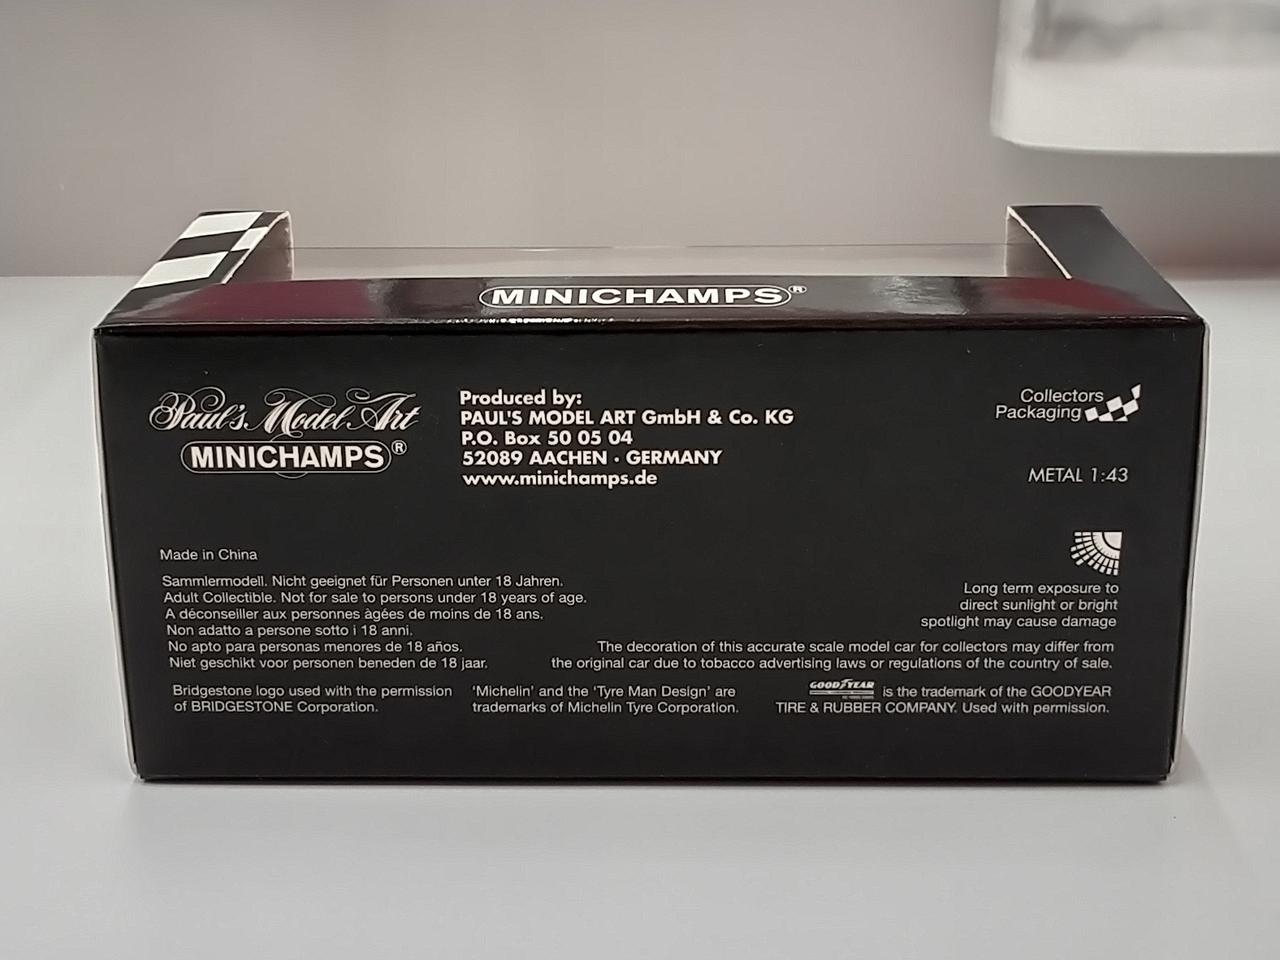 MINICHAMPS®
Paul's Model Art
MINICHAMPS®
Produced by:
PAUL'S MODEL ART GmbH & Co. KG
P.O. Box 50 05 04
52089 AACHEN · GERMANY
www.minichamps.de
Collectors
Packaging
METAL 1:43
Made in China
Sammlermodell. Nicht geeignet für Personen unter 18 Jahren.
Adult Collectible. Not for sale to persons under 18 years of age.
A déconseiller aux personnes àgées de moins de 18 ans.
Non adatto a persone sotto i 18 anni.
No apto para personas menores de 18 años.
Niet geschikt voor personen beneden de 18 jaar.
Long term exposure to
direct sunlight or bright
spotlight may cause damage
The decoration of this accurate scale model car for collectors may differ from
the original car due to tobacco advertising laws or regulations of the country of sale.
Bridgestone logo used with the permission
of BRIDGESTONE Corporation.
'Michelin' and the 'Tyre Man Design' are
trademarks of Michelin Tyre Corporation.
GOODYEAR is the trademark of the GOODYEAR
TIRE & RUBBER COMPANY. Used with permission.